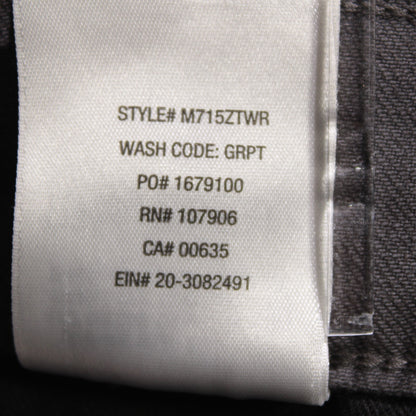 STYLE# M715ZTWR
WASH CODE: GRPT
PO# 1679100
RN# 107906
CA# 00635
EIN# 20-3082491